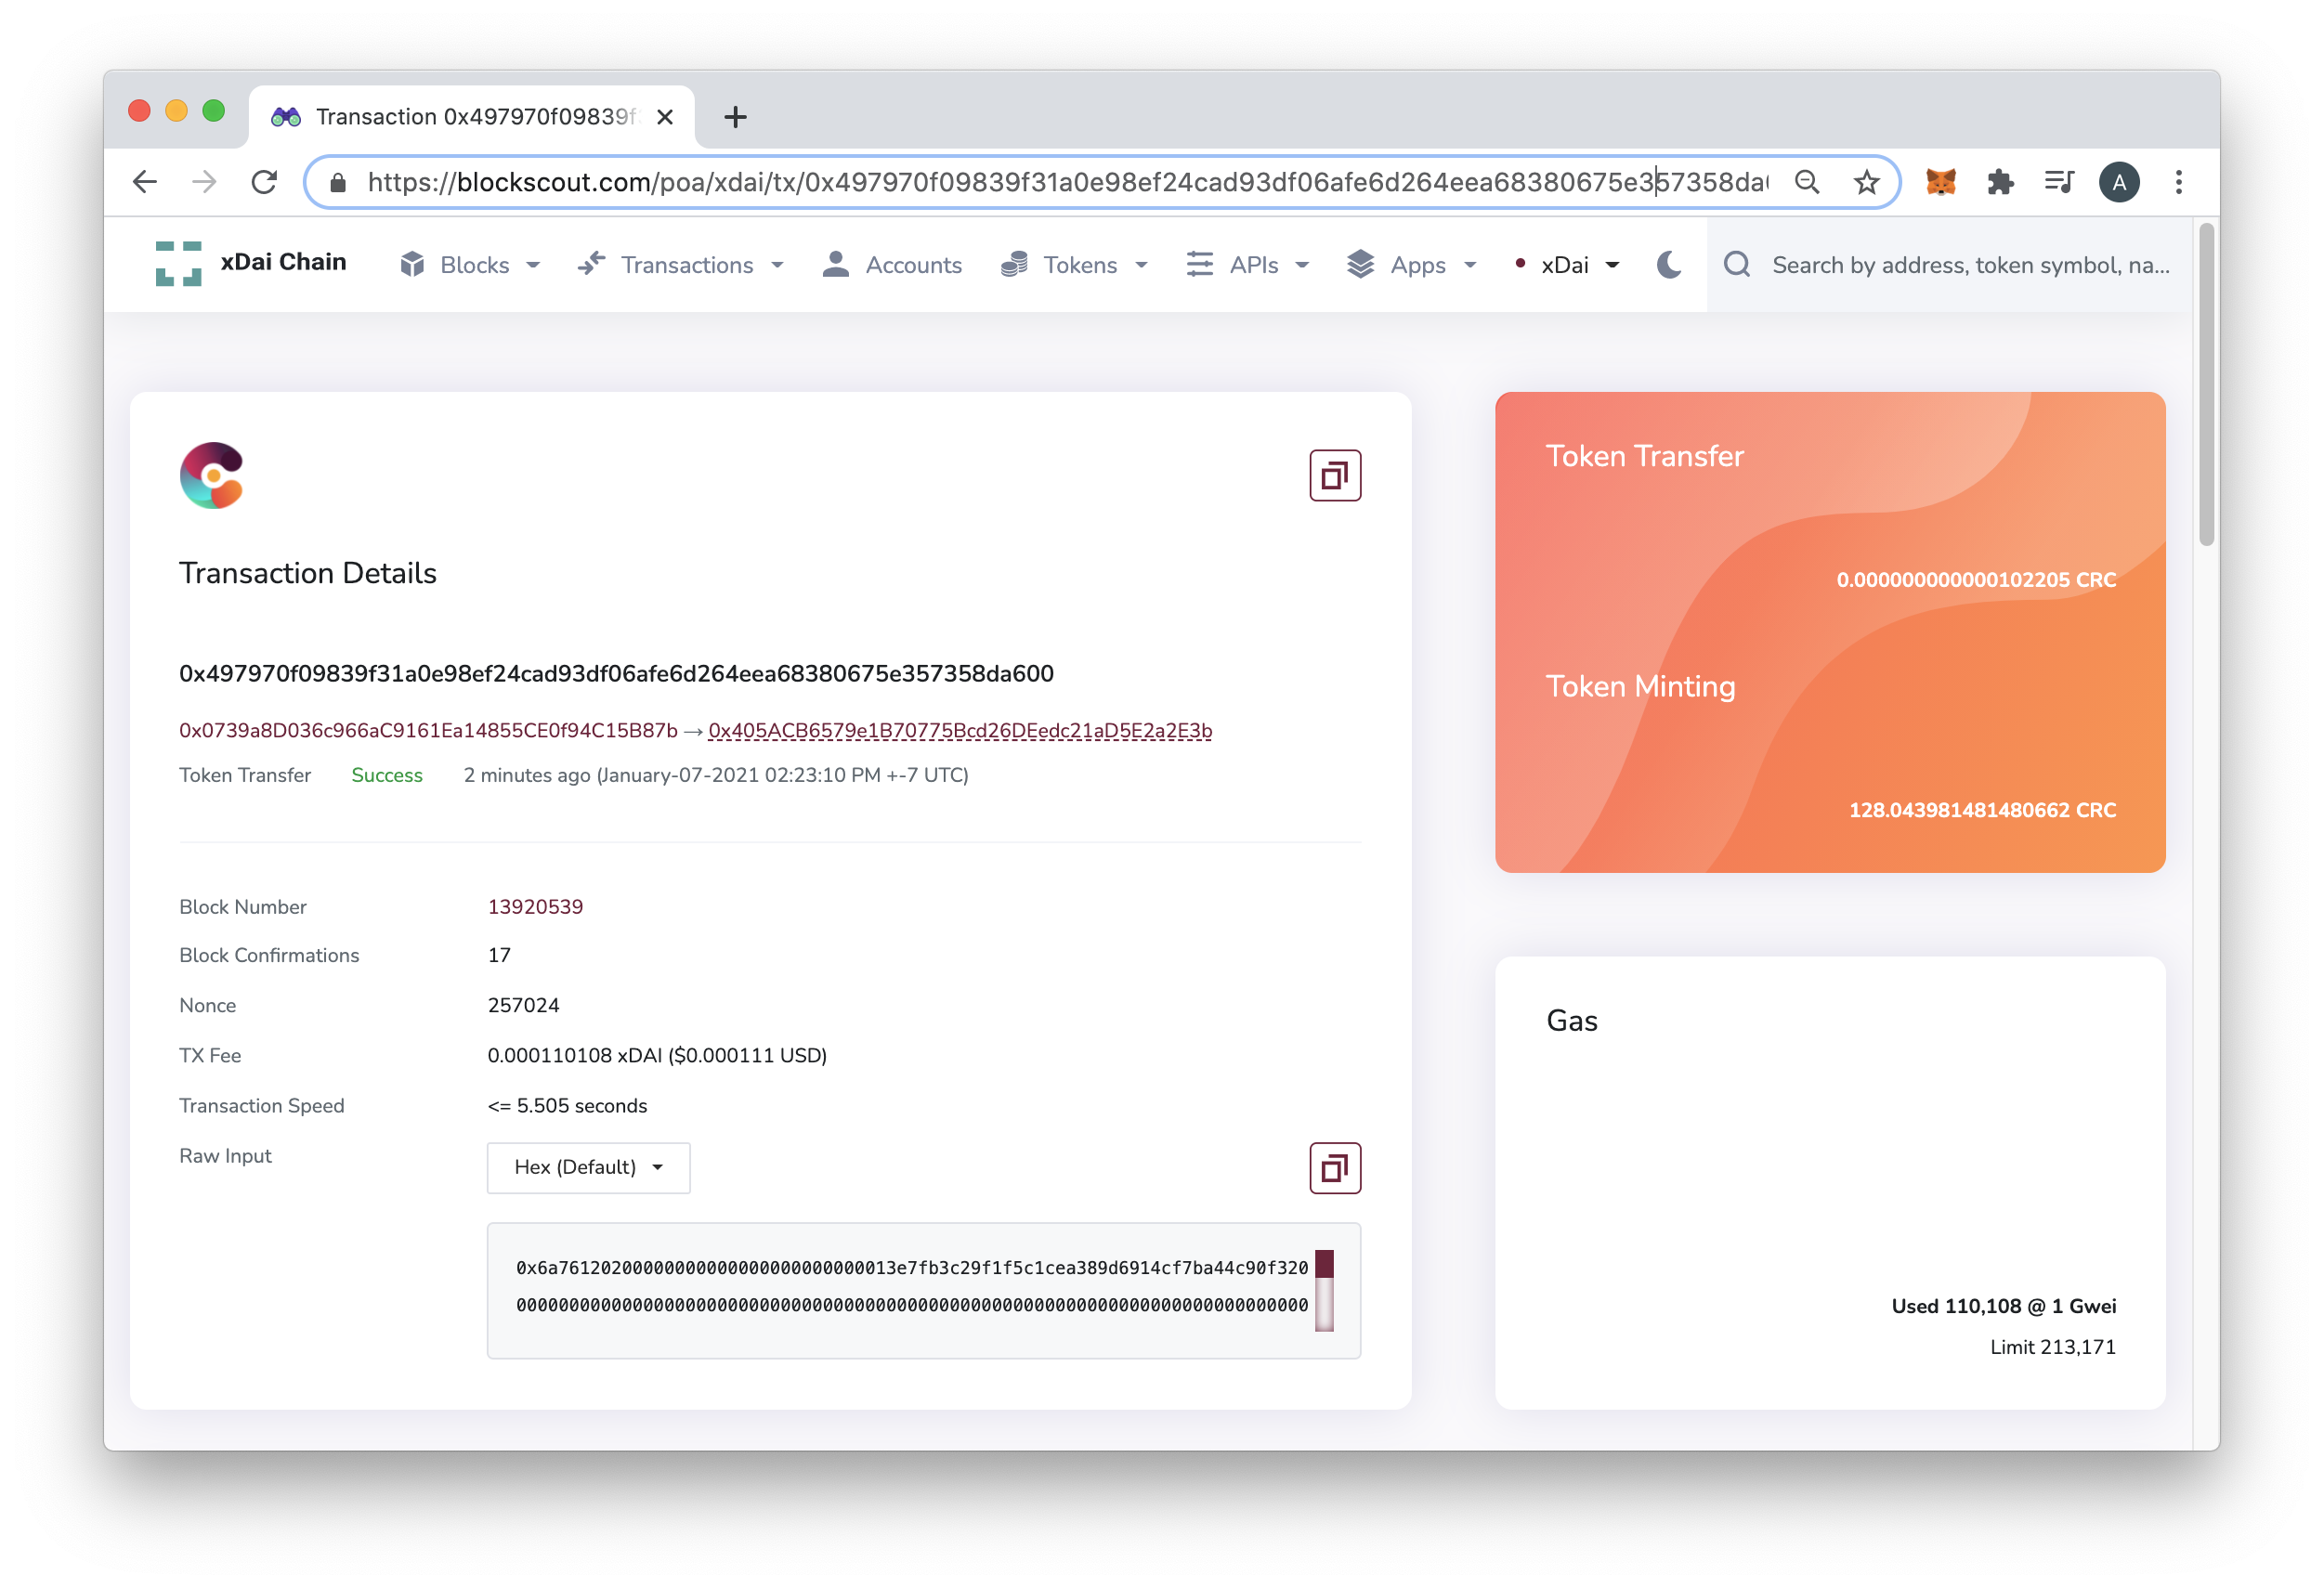 Transaction 0x497970f09839f
https://blockscout.com/poa/xdai/tx/0x497970f09839f31a0e98ef24cad93df06afe6d264eea68380675e357358da
A
xDai Chain
Blocks
Transactions
Accounts
Tokens
APIs
Apps
xDai
Search by address, token symbol, na...
Transaction Details
0x497970f09839f31a0e98ef24cad93df06afe6d264eea68380675e357358da600
0x0739a8D036c966aC9161Ea14855CE0f94C15B87b → 0x405ACB6579e1B70775Bcd26DEedc21aD5E2a2E3b
Token Transfer Success 2 minutes ago (January-07-2021 02:23:10 PM +-7 UTC)
Block Number 13920539
Block Confirmations 17
Nonce 257024
TX Fee 0.000110108 xDAI ($0.000111 USD)
Transaction Speed <= 5.505 seconds
Raw Input Hex (Default)
Token Transfer
0.000000000000102205 CRC
Token Minting
128.043981481480662 CRC
Gas
Used 110,108 @ 1 Gwei
Limit 213,171